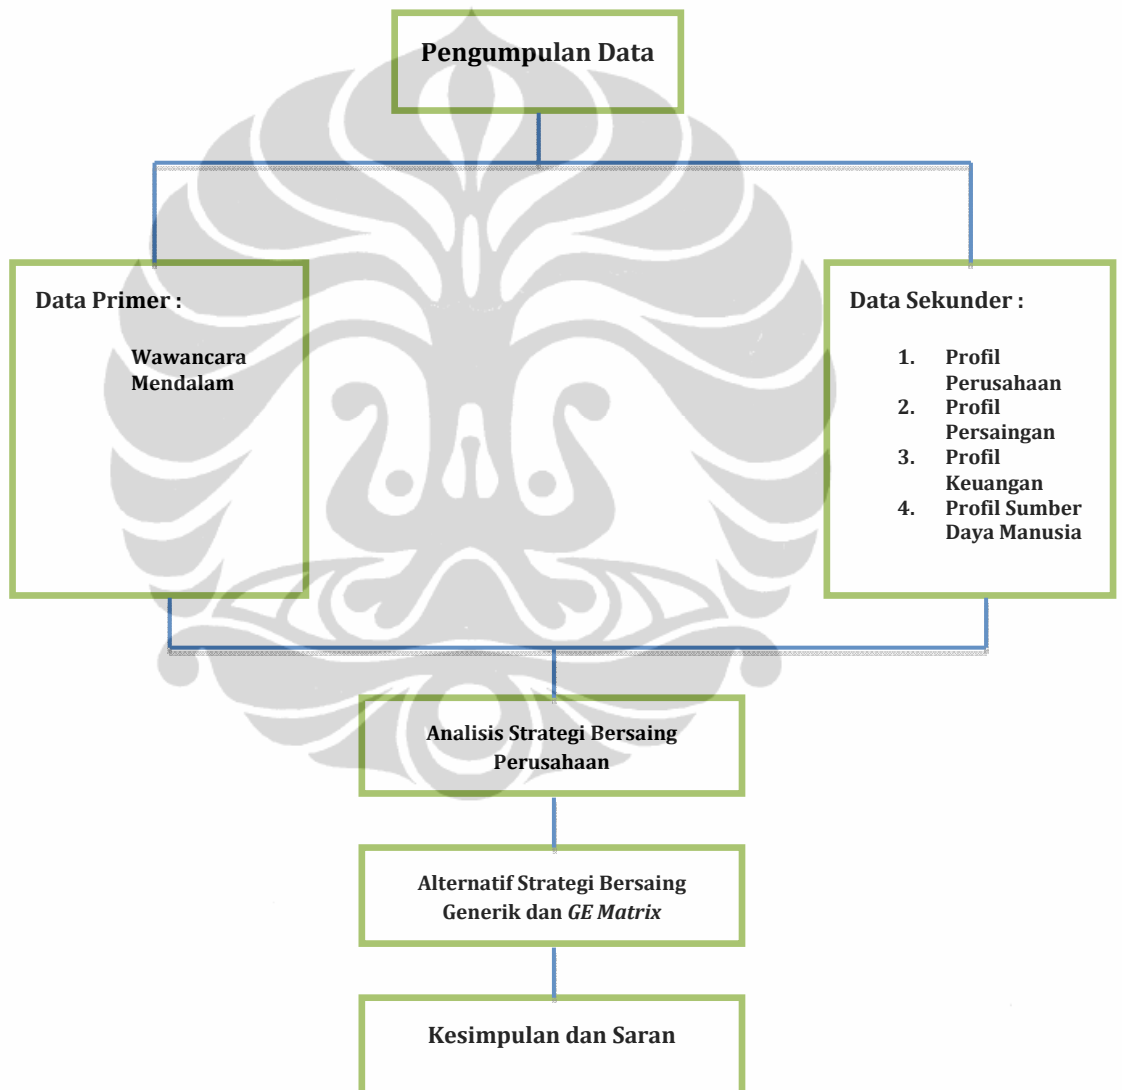 Pengumpulan Data
Data Primer :
Wawancara
Mendalam
Data Sekunder :
1. Profil
Perusahaan
2. Profil
Persaingan
3. Profil
Keuangan
4. Profil Sumber
Daya Manusia
Analisis Strategi Bersaing
Perusahaan
Alternatif Strategi Bersaing
Generik dan GE Matrix
Kesimpulan dan Saran